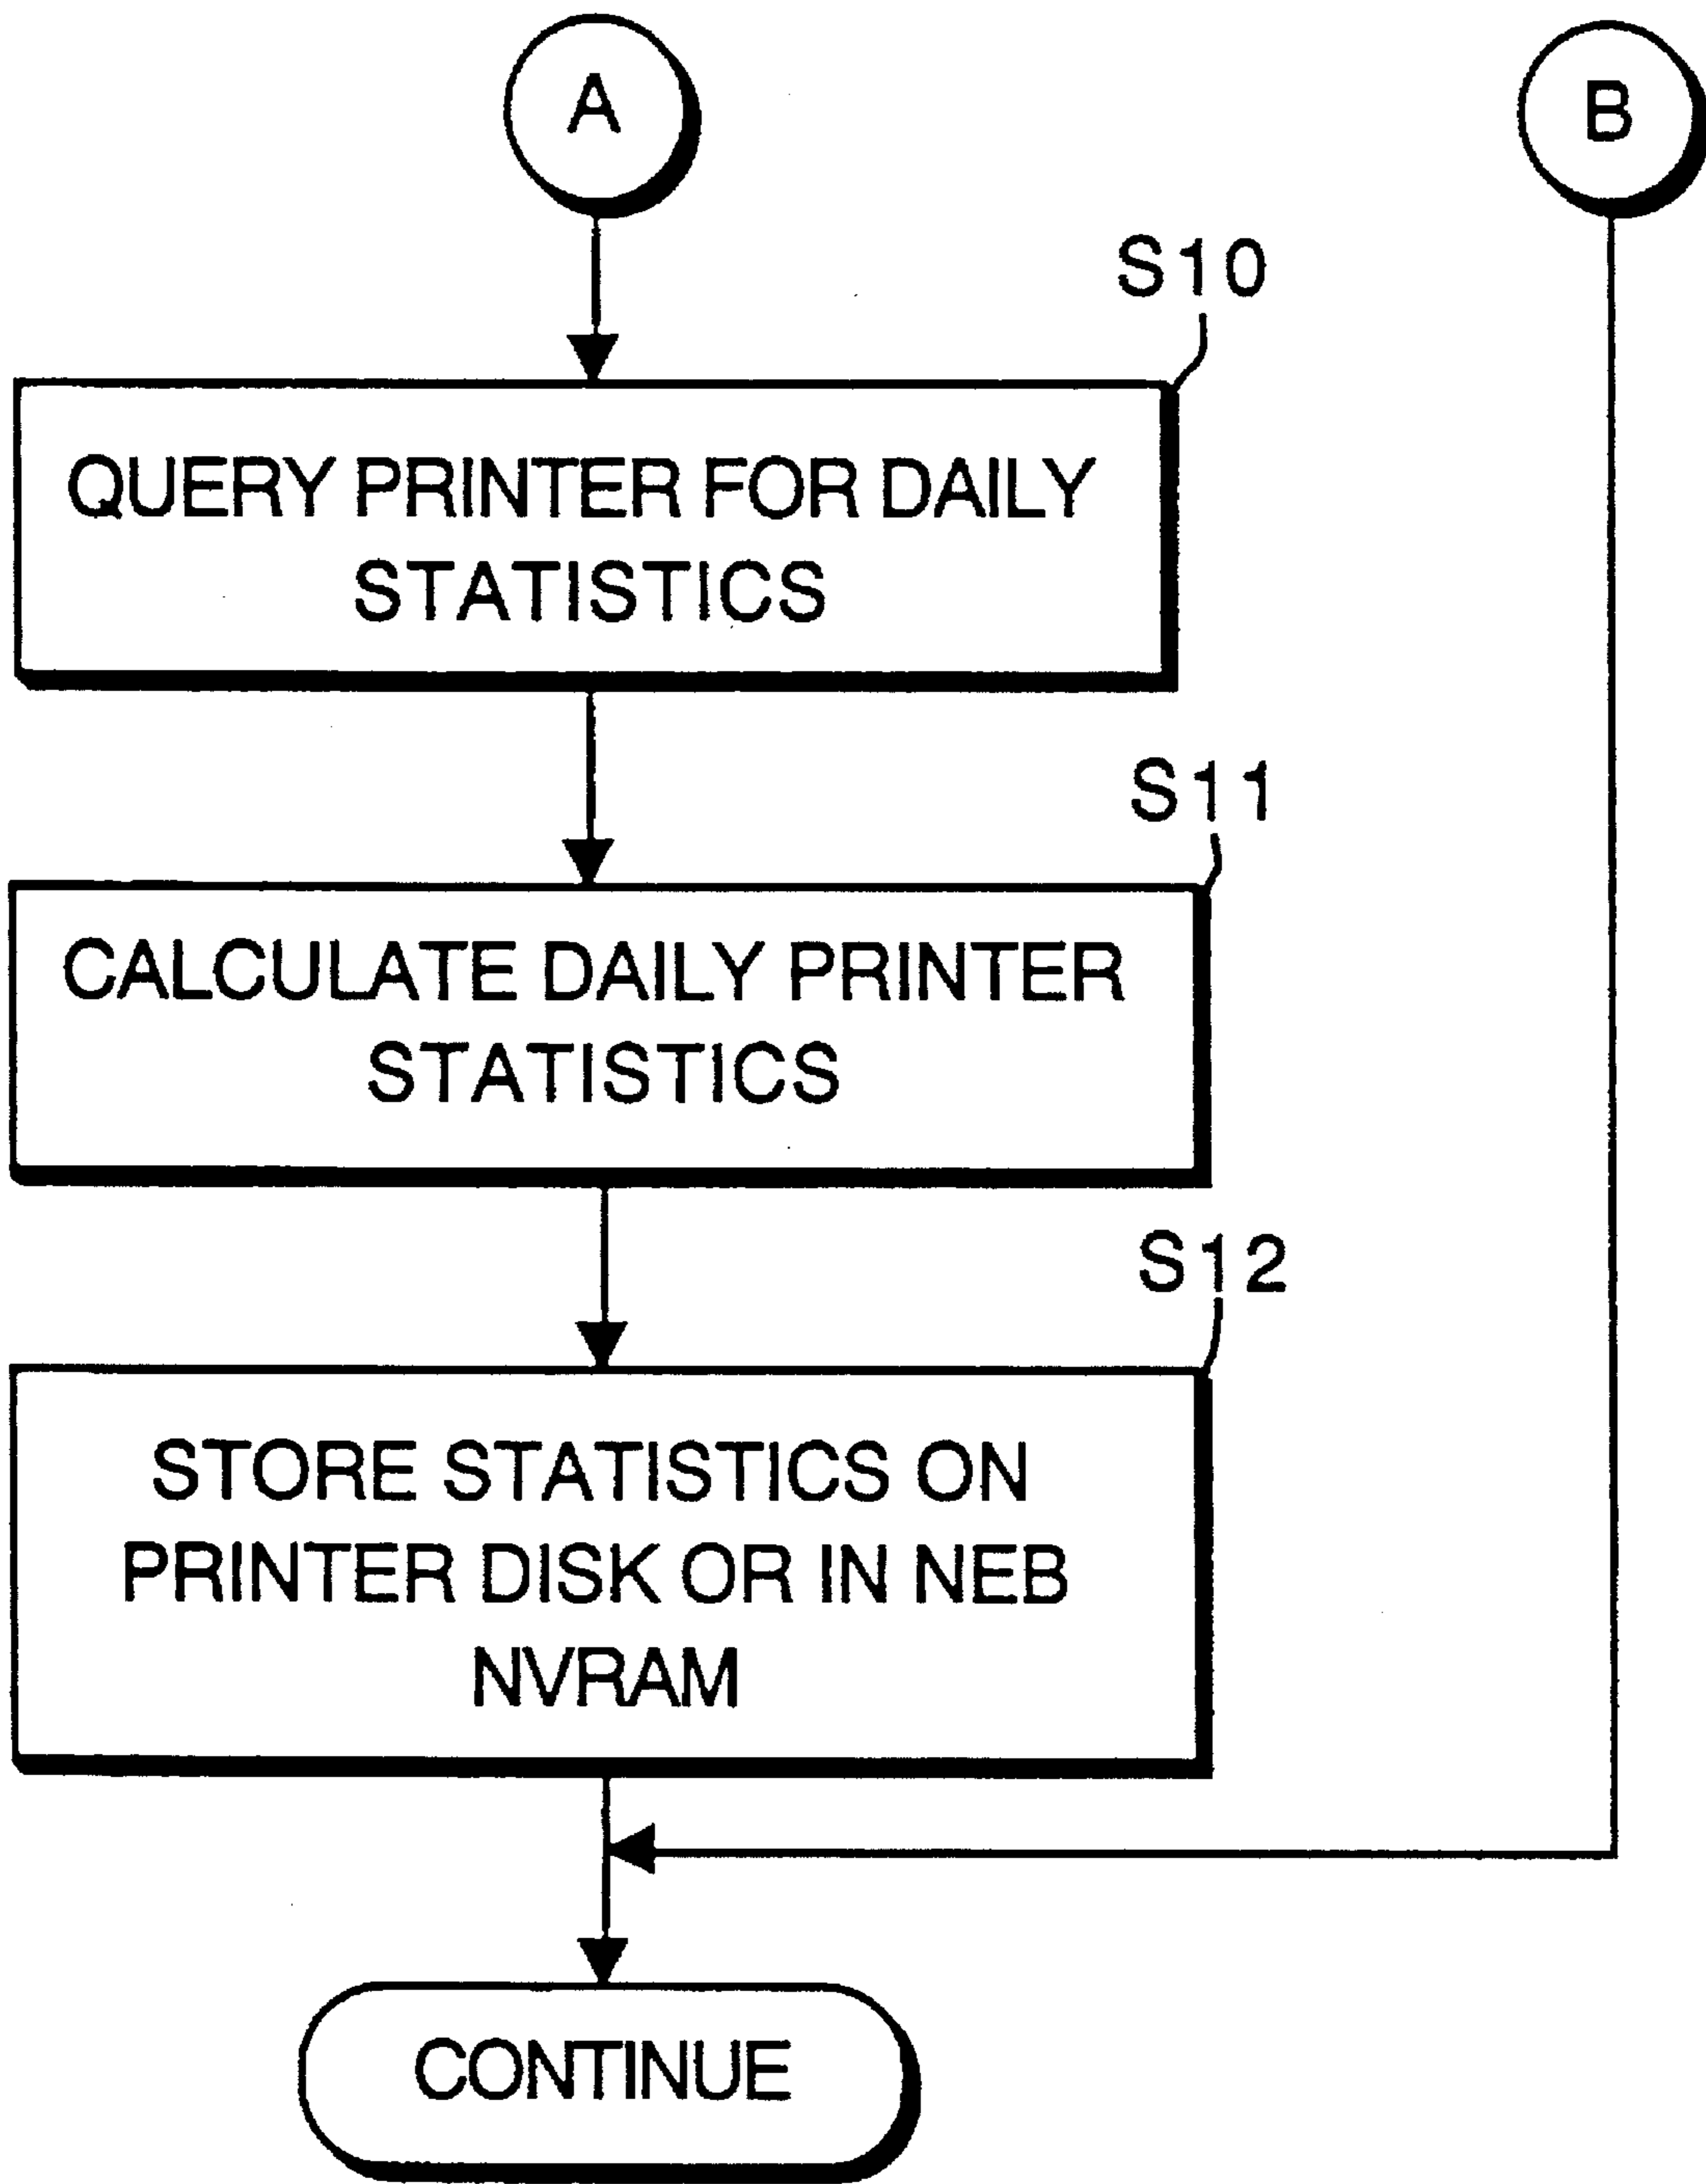 A
B
S10
QUERY PRINTER FOR DAILY
STATISTICS
S11
CALCULATE DAILY PRINTER
STATISTICS
S12
STORE STATISTICS ON
PRINTER DISK OR IN NEB
NVRAM
CONTINUE